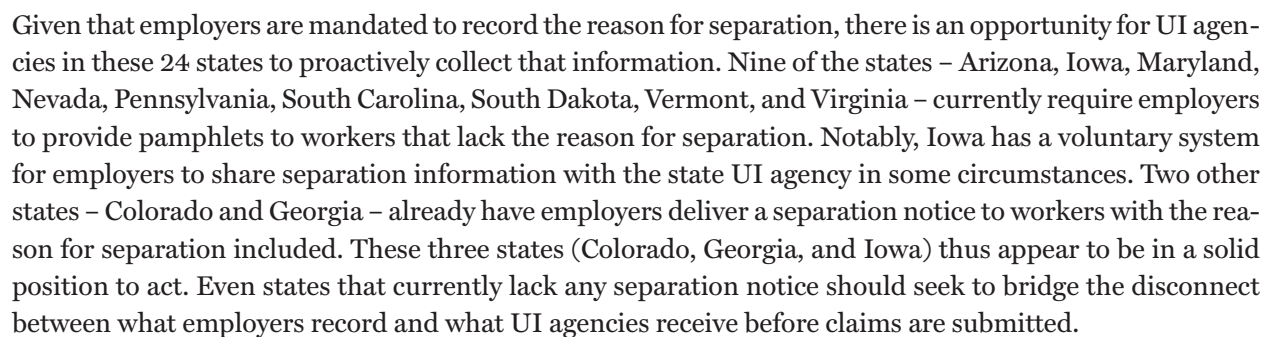 Given that employers are mandated to record the reason for separation, there is an opportunity for UI agen-
cies in these 24 states to proactively collect that information. Nine of the states – Arizona, Iowa, Maryland,
Nevada, Pennsylvania, South Carolina, South Dakota, Vermont, and Virginia – currently require employers
to provide pamphlets to workers that lack the reason for separation. Notably, Iowa has a voluntary system
for employers to share separation information with the state UI agency in some circumstances. Two other
states – Colorado and Georgia – already have employers deliver a separation notice to workers with the rea-
son for separation included. These three states (Colorado, Georgia, and Iowa) thus appear to be in a solid
position to act. Even states that currently lack any separation notice should seek to bridge the disconnect
between what employers record and what UI agencies receive before claims are submitted.